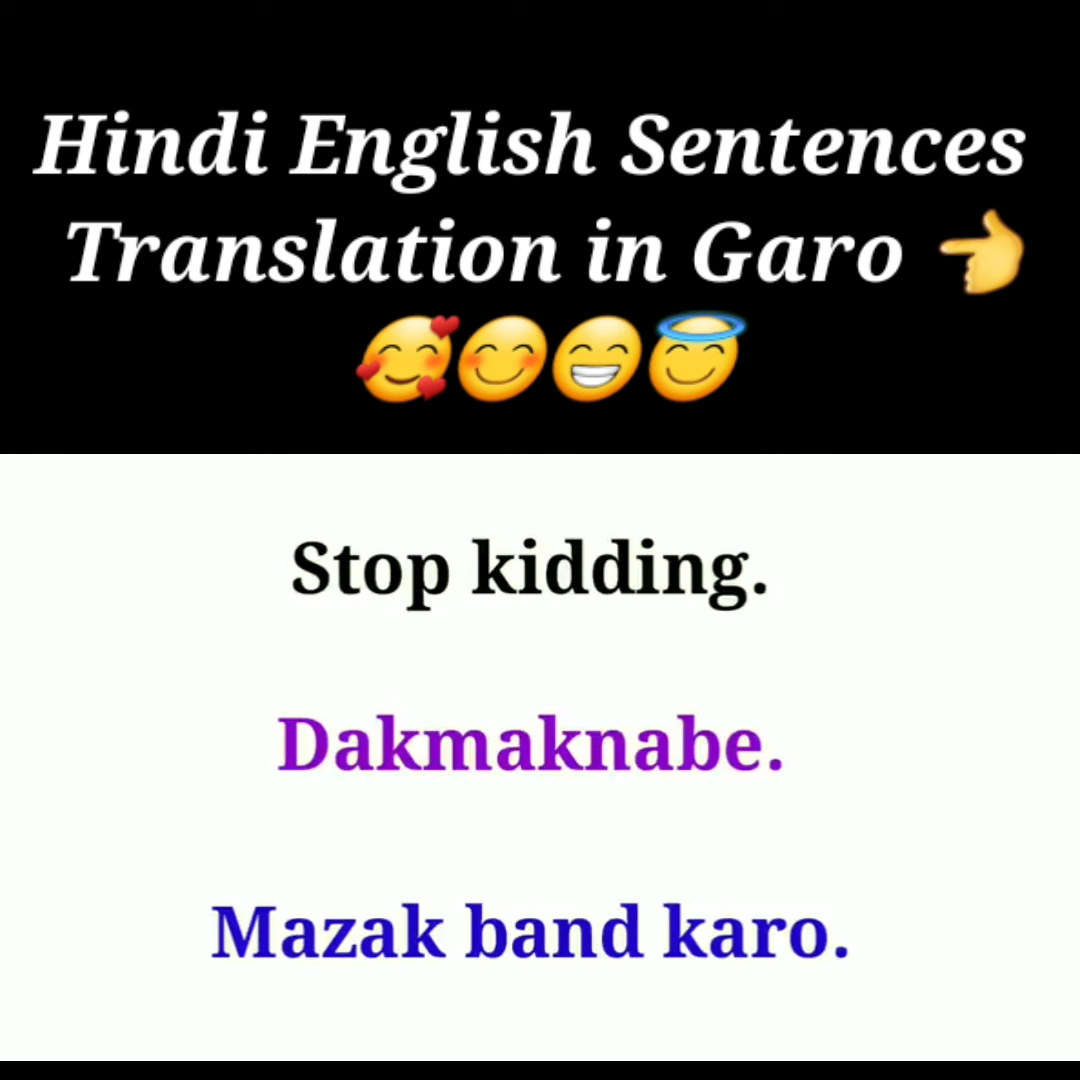 Hindi English Sentences
Translation in Garo 👈
🥰😊😁😇
Stop kidding.
Dakmaknabe.
Mazak band karo.